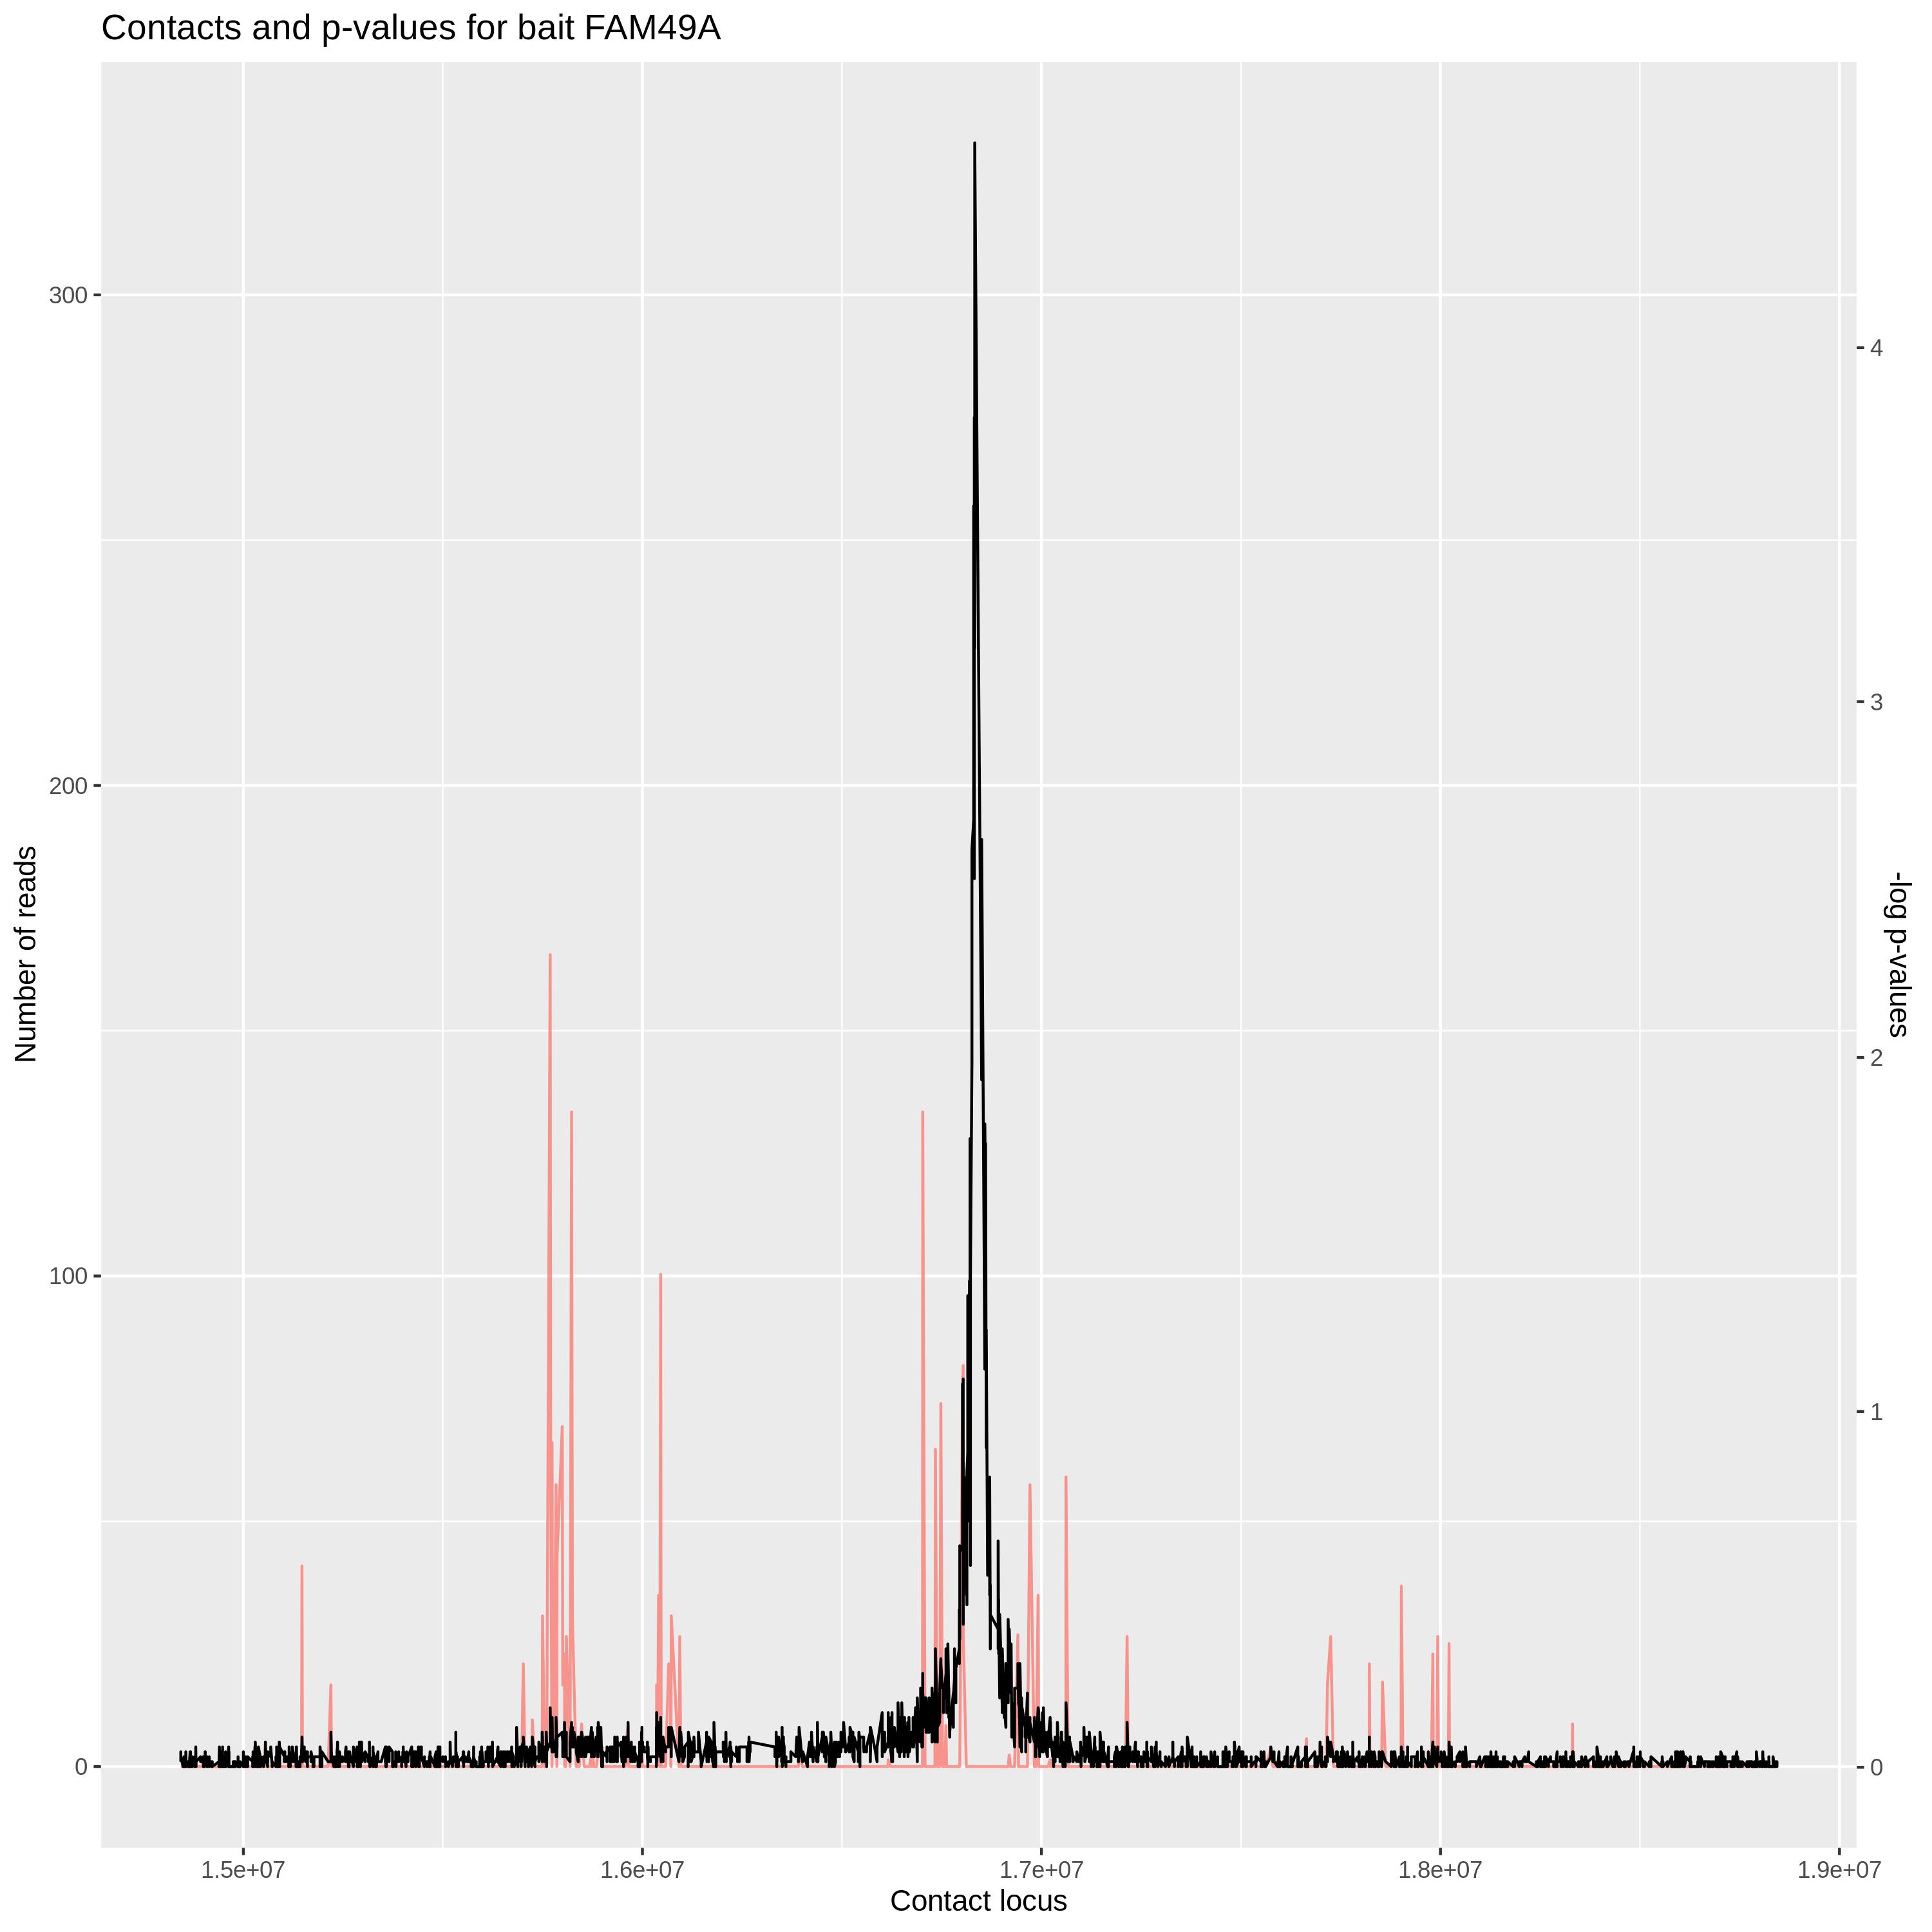 Contacts and p-values for bait FAM49A
Number of reads
300
200
100
0
-log p-values
4
3
2
1
0
1.5e+07
1.6e+07
1.7e+07
1.8e+07
1.9e+07
Contact locus